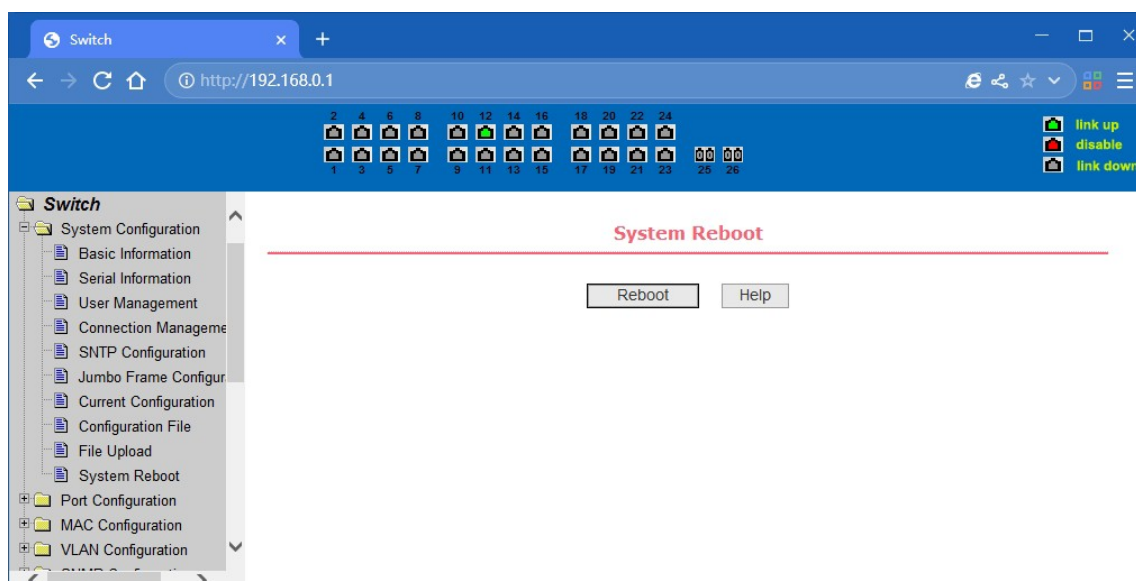 Switch
http://192.168.0.1
2 4 6 8 10 12 14 16 18 20 22 24
1 3 5 7 9 11 13 15 17 19 21 23 25 26
link up
disable
link down
Switch
System Configuration
Basic Information
Serial Information
User Management
Connection Manageme
SNTP Configuration
Jumbo Frame Configur
Current Configuration
Configuration File
File Upload
System Reboot
Port Configuration
MAC Configuration
VLAN Configuration
System Reboot
Reboot Help